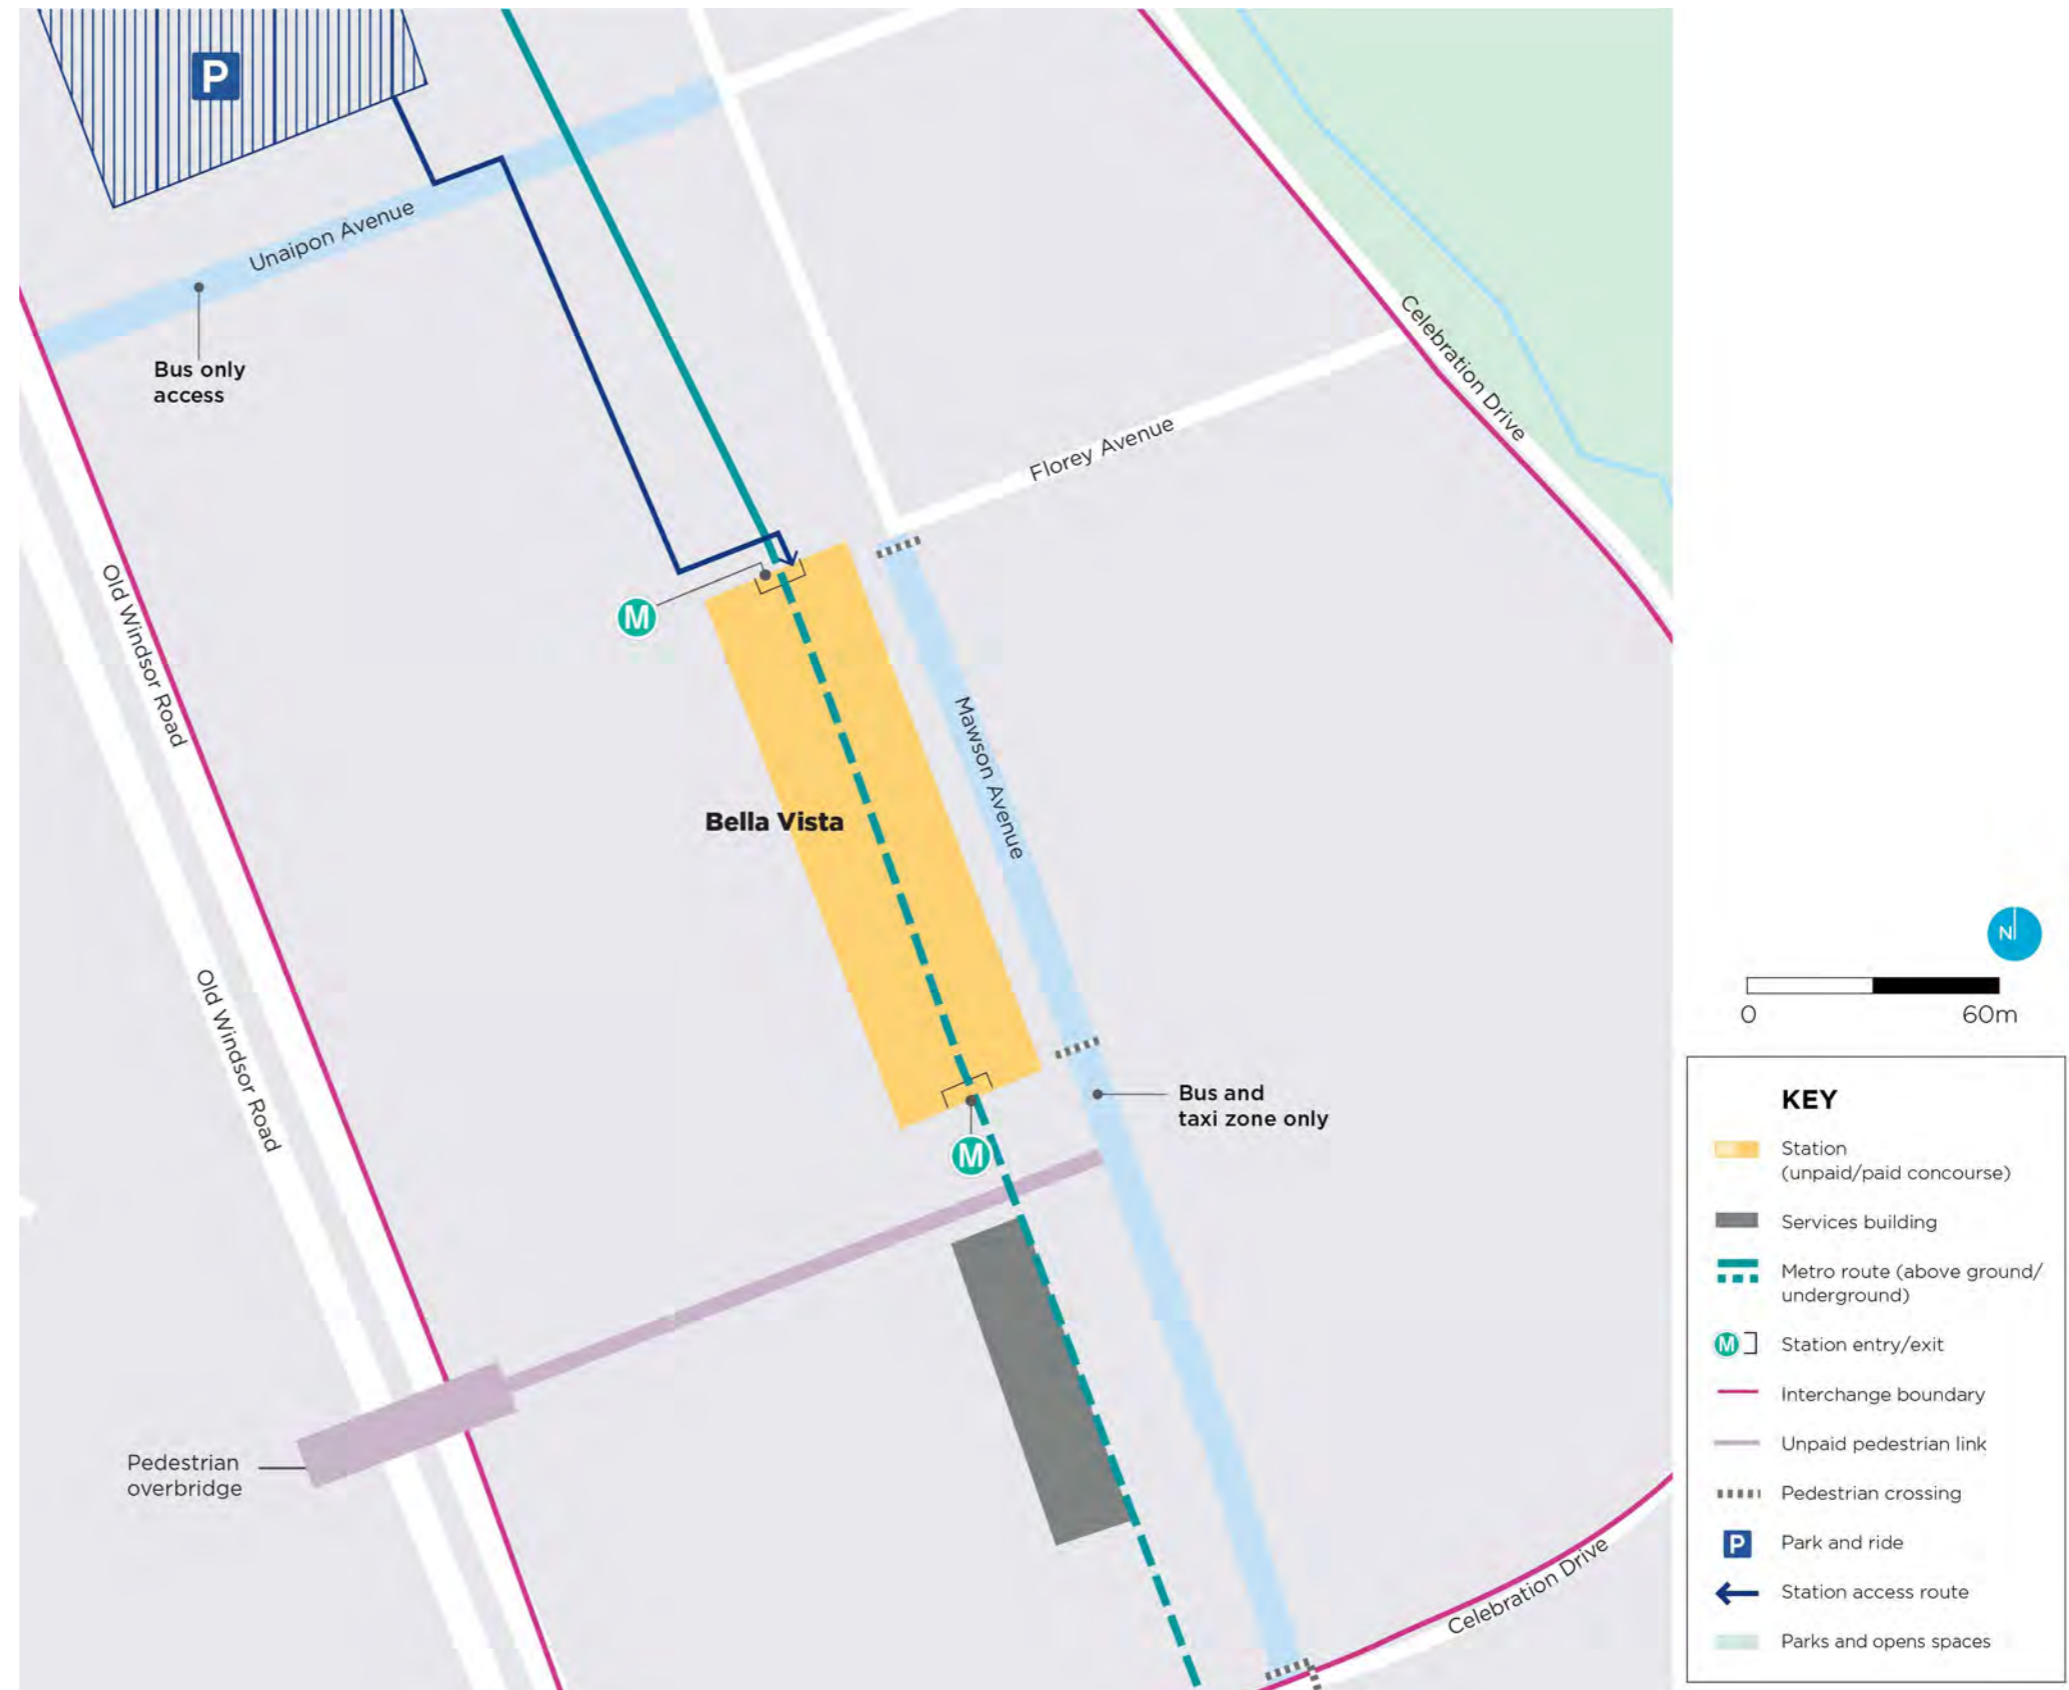 P
Unaipon Avenue
Bus only
access
Celebration Drive
Florey Avenue
Old Windsor Road
M
Mawson Avenue
Bella Vista
Old Windsor Road
Bus and
taxi zone only
M
Pedestrian
overbridge
Celebration Drive
N
0 60m
KEY
Station
(unpaid/paid concourse)
Services building
Metro route (above ground/
underground)
M Station entry/exit
Interchange boundary
Unpaid pedestrian link
Pedestrian crossing
P Park and ride
Station access route
Parks and opens spaces